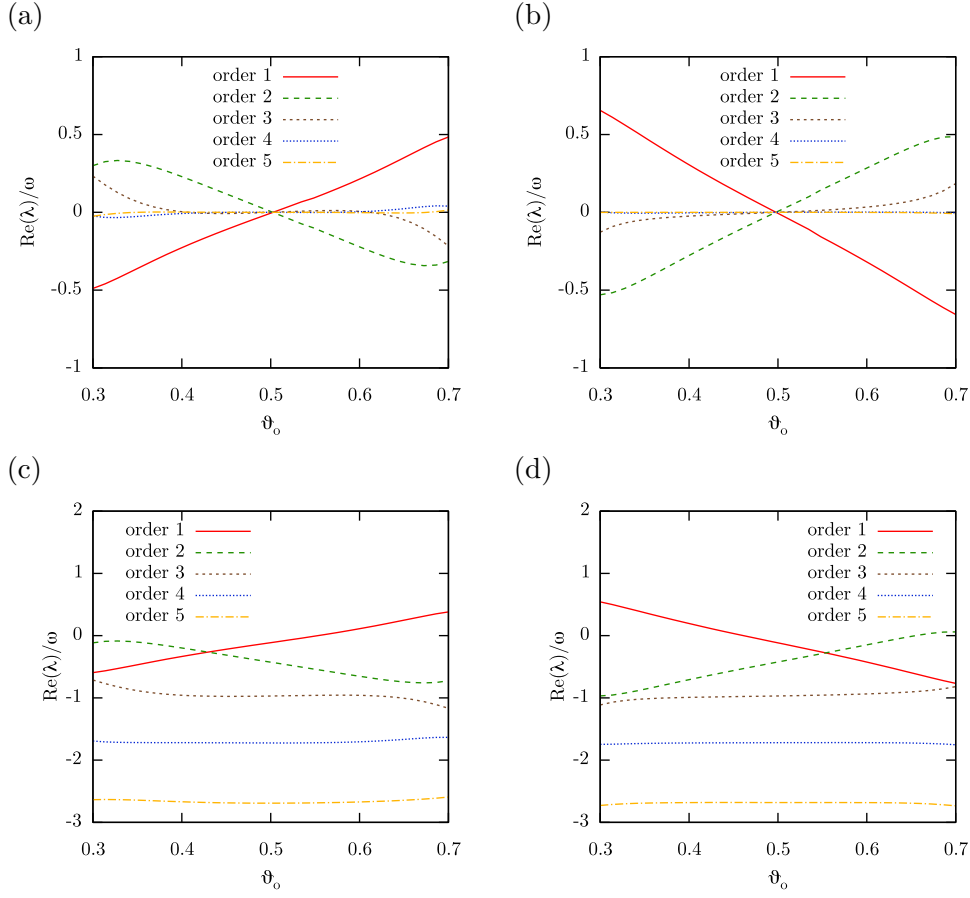 (a)
1
0.5
0
-0.5
-1
Re(λ)/ω
order 1
order 2
order 3
order 4
order 5
0.3 0.4 0.5 0.6 0.7
ϑo
(b)
1
0.5
0
-0.5
-1
Re(λ)/ω
order 1
order 2
order 3
order 4
order 5
0.3 0.4 0.5 0.6 0.7
ϑo
(c)
2
1
0
-1
-2
-3
Re(λ)/ω
order 1
order 2
order 3
order 4
order 5
0.3 0.4 0.5 0.6 0.7
ϑo
(d)
2
1
0
-1
-2
-3
Re(λ)/ω
order 1
order 2
order 3
order 4
order 5
0.3 0.4 0.5 0.6 0.7
ϑo